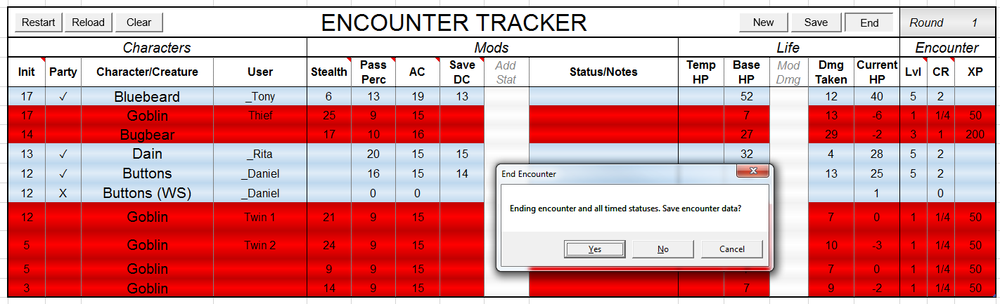 Restart Reload Clear ENCOUNTER TRACKER New Save End Round 1
Characters Mods Life Encounter
Init Party Character/Creature User Stealth Pass Perc AC Save DC Add Stat Status/Notes Temp HP Base HP Mod Dmg Dmg Taken Current HP Lvl CR XP
17 ✓ Bluebeard _Tony 6 13 19 13 52 12 40 5 2
17 Goblin Thief 25 9 15 7 13 -6 1 1/4 50
14 Bugbear 17 10 16 27 29 -2 3 1 200
13 ✓ Dain _Rita 20 15 15 32 4 28 5 2
12 ✓ Buttons _Daniel 16 15 14 13 25 5 2
12 X Buttons (WS) _Daniel 0 0 1 0
12 Goblin Twin 1 21 9 15 7 0 1 1/4 50
5 Goblin Twin 2 24 9 15 10 -3 1 1/4 50
5 Goblin 9 9 15 7 0 1 1/4 50
3 Goblin 14 9 15 7 9 -2 1 1/4 50
End Encounter
Ending encounter and all timed statuses. Save encounter data?
Yes No Cancel